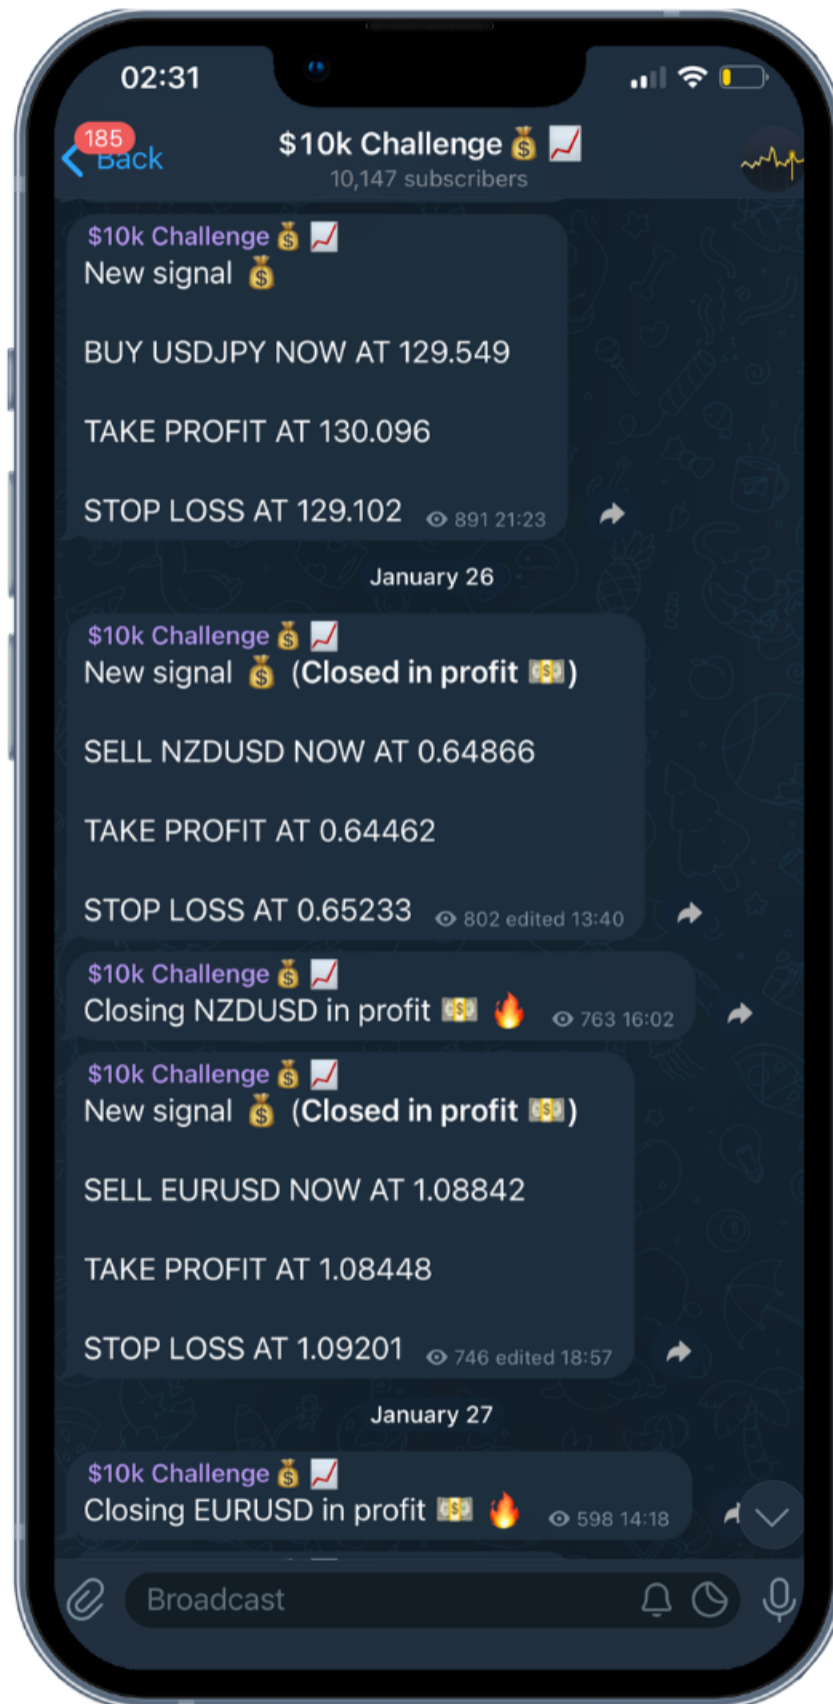 02:31
185
Back
$10k Challenge 💰 📈
10,147 subscribers
$10k Challenge 💰 📈
New signal 💰
BUY USDJPY NOW AT 129.549
TAKE PROFIT AT 130.096
STOP LOSS AT 129.102 891 21:23
January 26
$10k Challenge 💰 📈
New signal 💰 (Closed in profit 💵)
SELL NZDUSD NOW AT 0.64866
TAKE PROFIT AT 0.64462
STOP LOSS AT 0.65233 802 edited 13:40
$10k Challenge 💰 📈
Closing NZDUSD in profit 💵 🔥 763 16:02
$10k Challenge 💰 📈
New signal 💰 (Closed in profit 💵)
SELL EURUSD NOW AT 1.08842
TAKE PROFIT AT 1.08448
STOP LOSS AT 1.09201 746 edited 18:57
January 27
$10k Challenge 💰 📈
Closing EURUSD in profit 💵 🔥 598 14:18
Broadcast